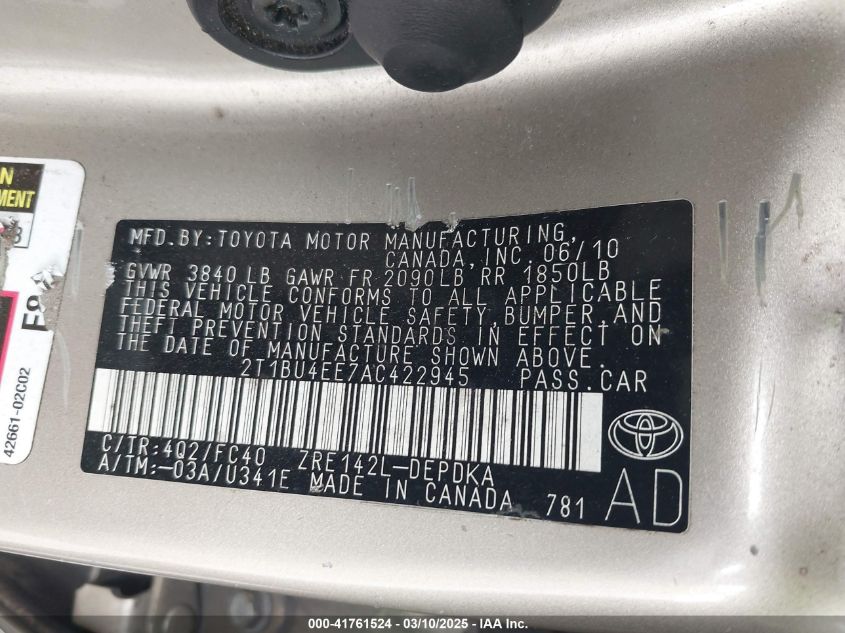 MFD.BY:TOYOTA MOTOR MANUFACTURING,
CANADA, INC. 06/10
GVWR 3840 LB GAWR FR 2090LB RR 1850LB
THIS VEHICLE CONFORMS TO ALL APPLICABLE
FEDERAL MOTOR VEHICLE SAFETY, BUMPER, AND
THEFT PREVENTION STANDARDS IN EFFECT ON
THE DATE OF MANUFACTURE SHOWN ABOVE.
2T1BU4EE7AC422945 PASS.CAR
C/TR:4Q2/FC40 ZRE142L-DEPDKA
A/TM:-03A/U341E MADE IN CANADA 781
AD
42661-02C02
000-41761524 - 03/10/2025 - IAA Inc.